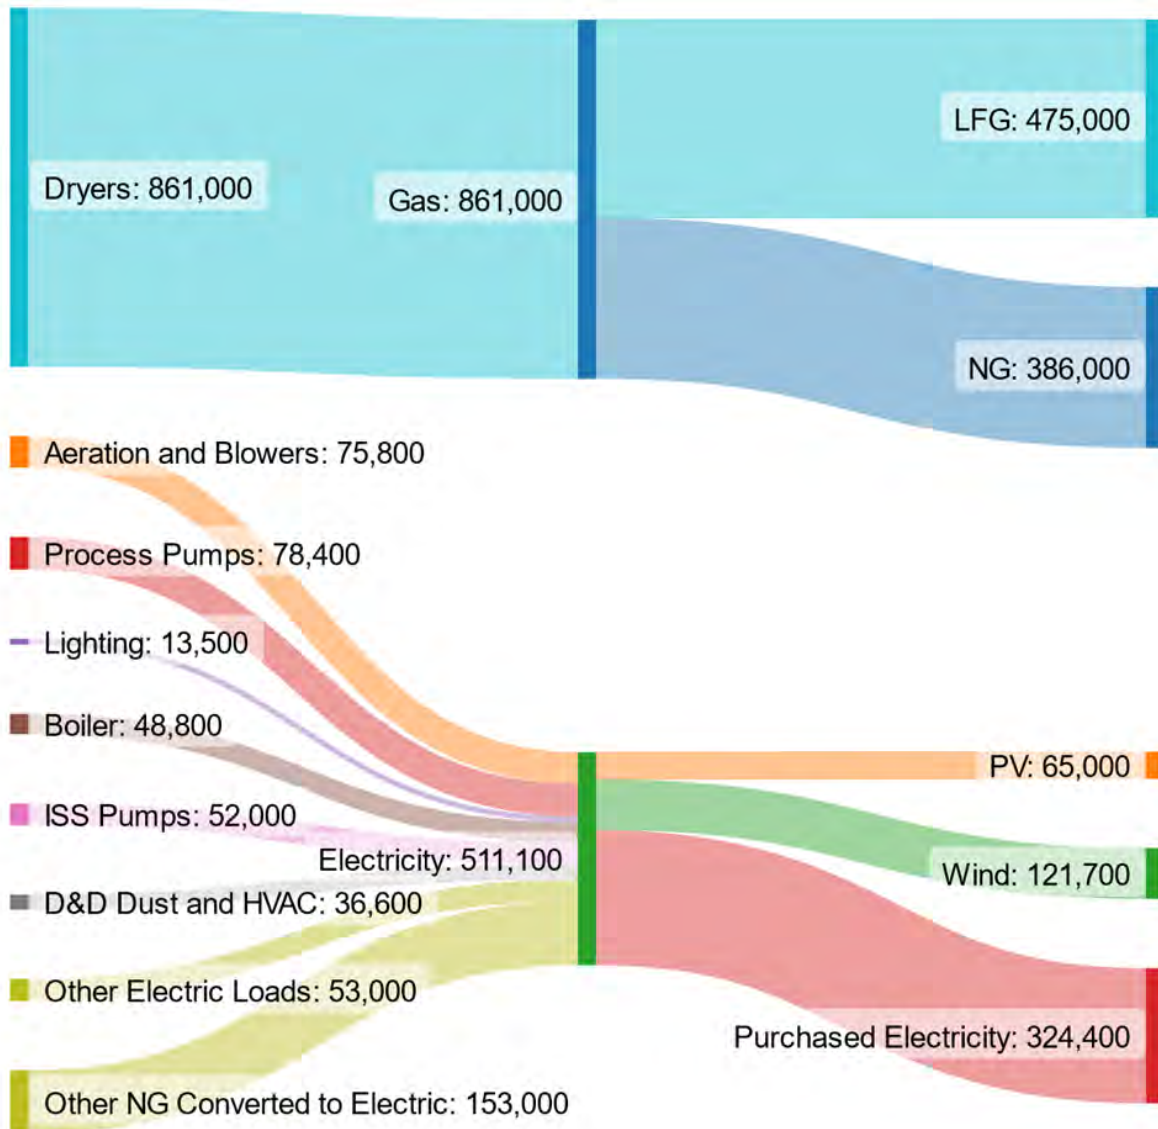 LFG: 475,000
Dryers: 861,000
Gas: 861,000
NG: 386,000
Aeration and Blowers: 75,800
Process Pumps: 78,400
Lighting: 13,500
Boiler: 48,800
PV: 65,000
ISS Pumps: 52,000
Electricity: 511,100
Wind: 121,700
D&D Dust and HVAC: 36,600
Other Electric Loads: 53,000
Purchased Electricity: 324,400
Other NG Converted to Electric: 153,000